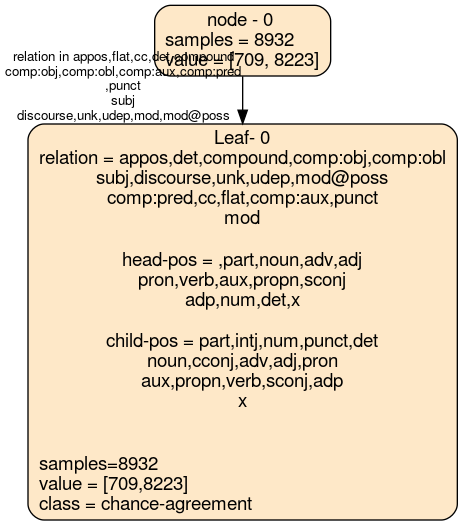 node - 0
samples = 8932
value = [709, 8223]
relation in appos,flat,cc,det,compound
comp:obj,comp:obl,comp:aux,comp:pred
,punct
subj
discourse,unk,udep,mod,mod@poss
Leaf- 0
relation = appos,det,compound,comp:obj,comp:obl
subj,discourse,unk,udep,mod@poss
comp:pred,cc,flat,comp:aux,punct
mod
head-pos = ,part,noun,adv,adj
pron,verb,aux,propn,sconj
adp,num,det,x
child-pos = part,intj,num,punct,det
noun,cconj,adv,adj,pron
aux,propn,verb,sconj,adp
x
samples=8932
value = [709,8223]
class = chance-agreement